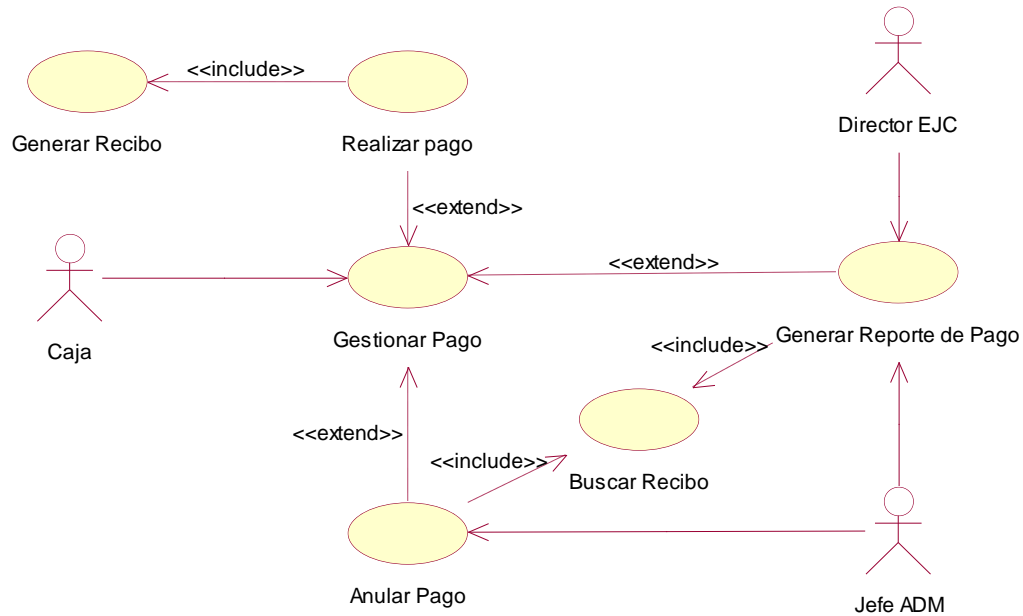 <<include>>
Generar Recibo
Realizar pago
Director EJC
<<extend>>
<<extend>>
Caja
Gestionar Pago
Generar Reporte de Pago
<<include>>
<<extend>>
<<include>>
Buscar Recibo
Anular Pago
Jefe ADM